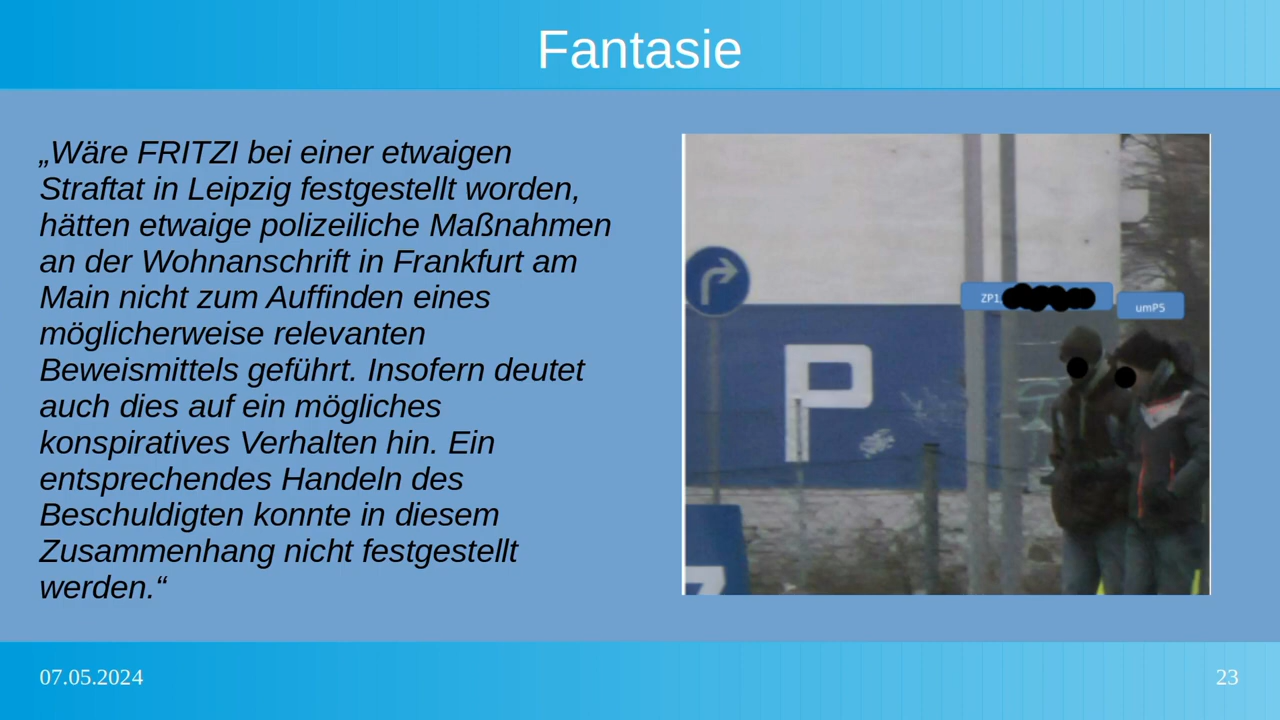 Fantasie
„Wäre FRITZI bei einer etwaigen
Straftat in Leipzig festgestellt worden,
hätten etwaige polizeiliche Maßnahmen
an der Wohnanschrift in Frankfurt am
Main nicht zum Auffinden eines
möglicherweise relevanten
Beweismittels geführt. Insofern deutet
auch dies auf ein mögliches
konspiratives Verhalten hin. Ein
entsprechendes Handeln des
Beschuldigten konnte in diesem
Zusammenhang nicht festgestellt
werden.“
ZP1
umP5
P
07.05.2024
23